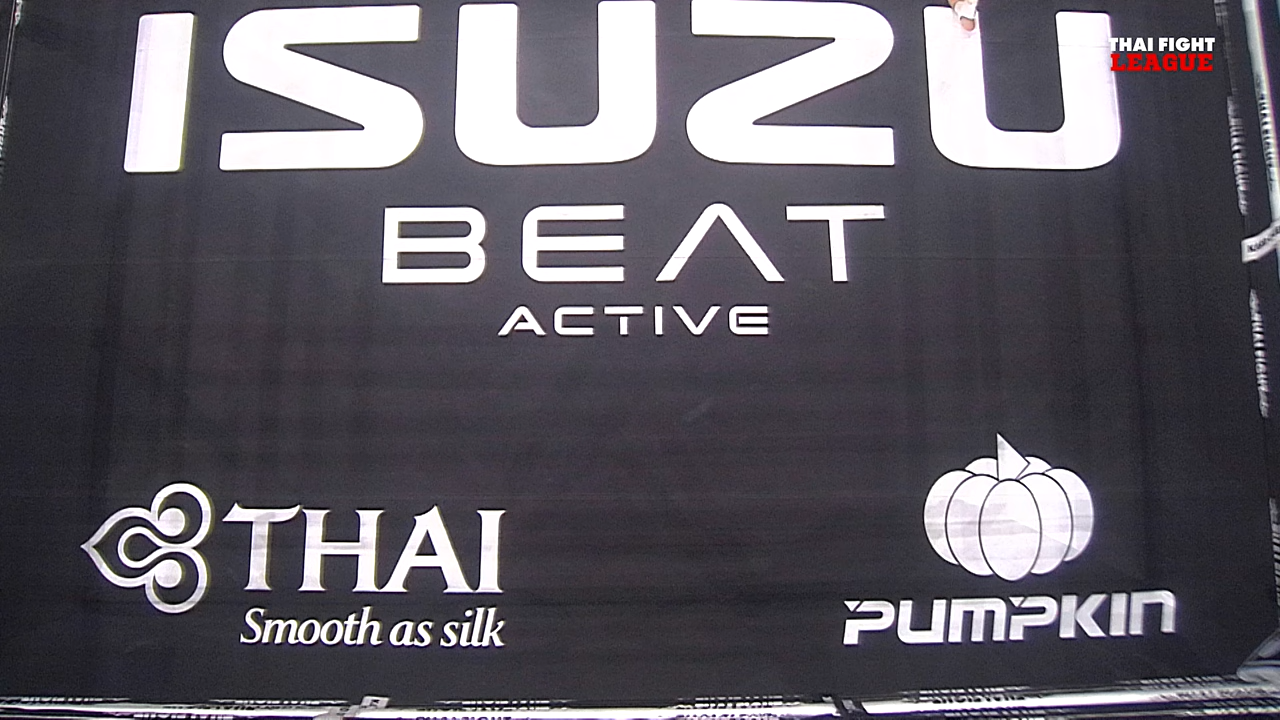 ISUZU
THAI FIGHT
LEAGUE
BEAT
ACTIVE
THAI
Smooth as silk
PUMPKIN